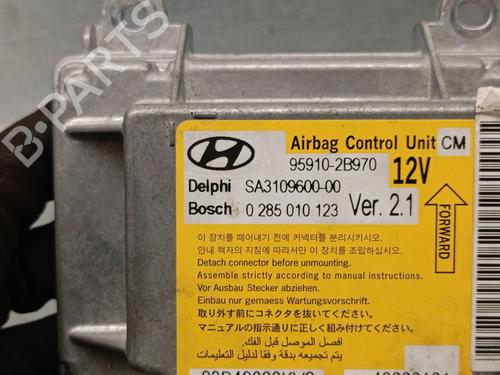 B-PARTS
Airbag Control Unit CM
95910-2B970
12V
Delphi SA3109600-00
Bosch 0 285 010 123 Ver. 2.1
FORWARD
이 장치를 떼어내기 전에 커넥터를 분리시키시오.
안내 책자의 지침에 따라서만 이 장치를 조립하십시오.
Detach connector before unmounting.
Assemble strictly according to manual instructions.
Vor Ausbau Stecker abziehen.
Einbau nur gemaess Wartungsvorschrift.
取り外す前にコネクタを抜いてください。
マニュアルの指示通りに正しく組み付けてください。
افصل الموصل قبل الفك.
يتم تجميعه بدقة وفقا لدليل التعليمات